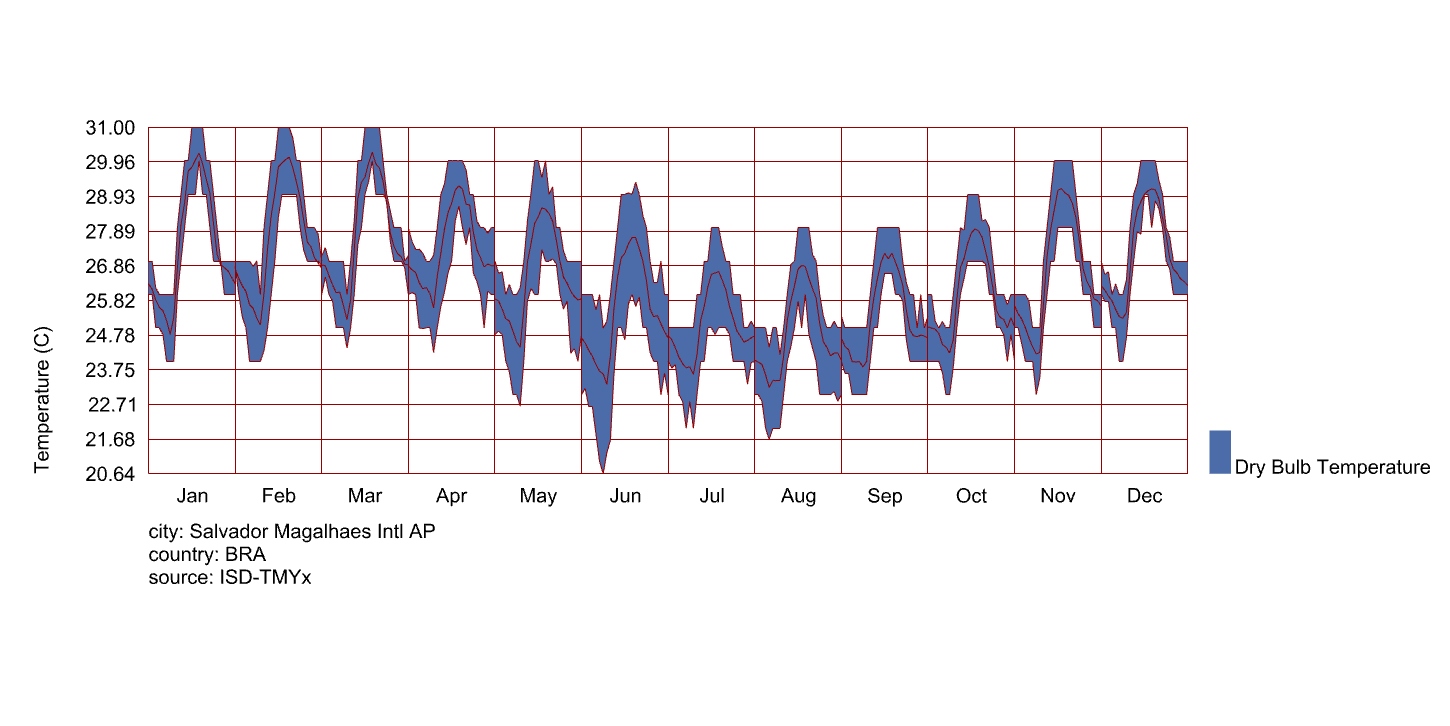 31.00
29.96
28.93
27.89
26.86
25.82
24.78
23.75
22.71
21.68
20.64
Temperature (C)
Jan Feb Mar Apr May Jun Jul Aug Sep Oct Nov Dec
Dry Bulb Temperature
city: Salvador Magalhaes Intl AP
country: BRA
source: ISD-TMYx